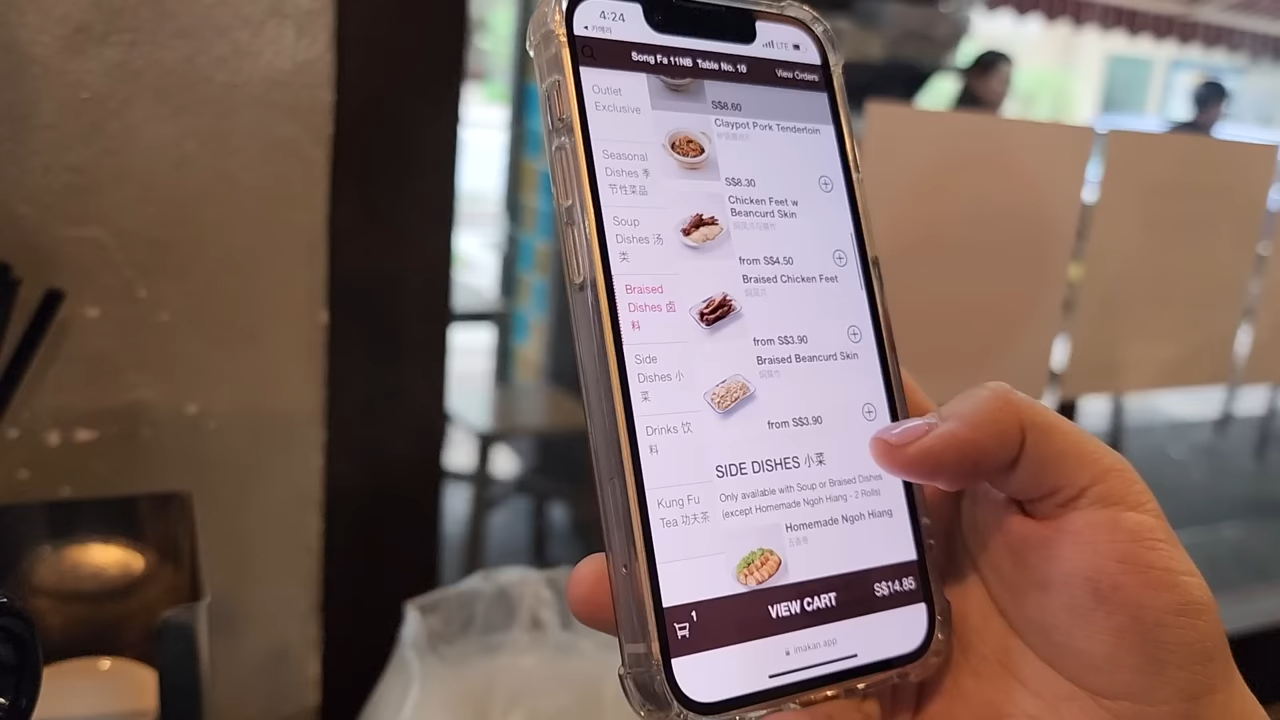 4:24
◂ 카메라
LTE
Song Fa 11NB Table No. 10
View Orders
Outlet
Exclusive
Seasonal
Dishes 季
节性菜品
Soup
Dishes 汤
类
Braised
Dishes 卤
料
Side
Dishes 小
菜
Drinks 饮
料
Kung Fu
Tea 功夫茶
S$8.60
Claypot Pork Tenderloin
S$8.30
Chicken Feet w
Beancurd Skin
from S$4.50
Braised Chicken Feet
from S$3.90
Braised Beancurd Skin
from S$3.90
SIDE DISHES 小菜
Only available with Soup or Braised Dishes
(except Homemade Ngoh Hiang - 2 Rolls)
Homemade Ngoh Hiang
五香卷
1
VIEW CART
S$14.85
imakan.app